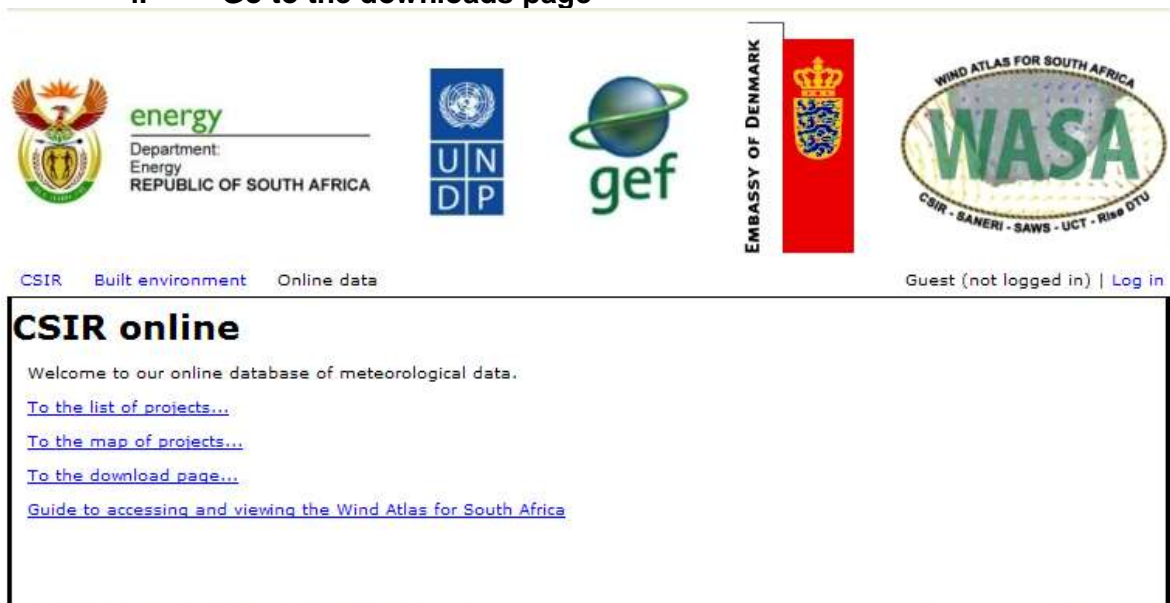 Go to the downloads page
energy
Department:
Energy
REPUBLIC OF SOUTH AFRICA
U N
D P
gef
EMBASSY OF DENMARK
WIND ATLAS FOR SOUTH AFRICA
WASA
CSIR - SANERI - SAWS - UCT - Risø DTU
CSIR Built environment Online data Guest (not logged in) | Log in
CSIR online
Welcome to our online database of meteorological data.
To the list of projects...
To the map of projects...
To the download page...
Guide to accessing and viewing the Wind Atlas for South Africa